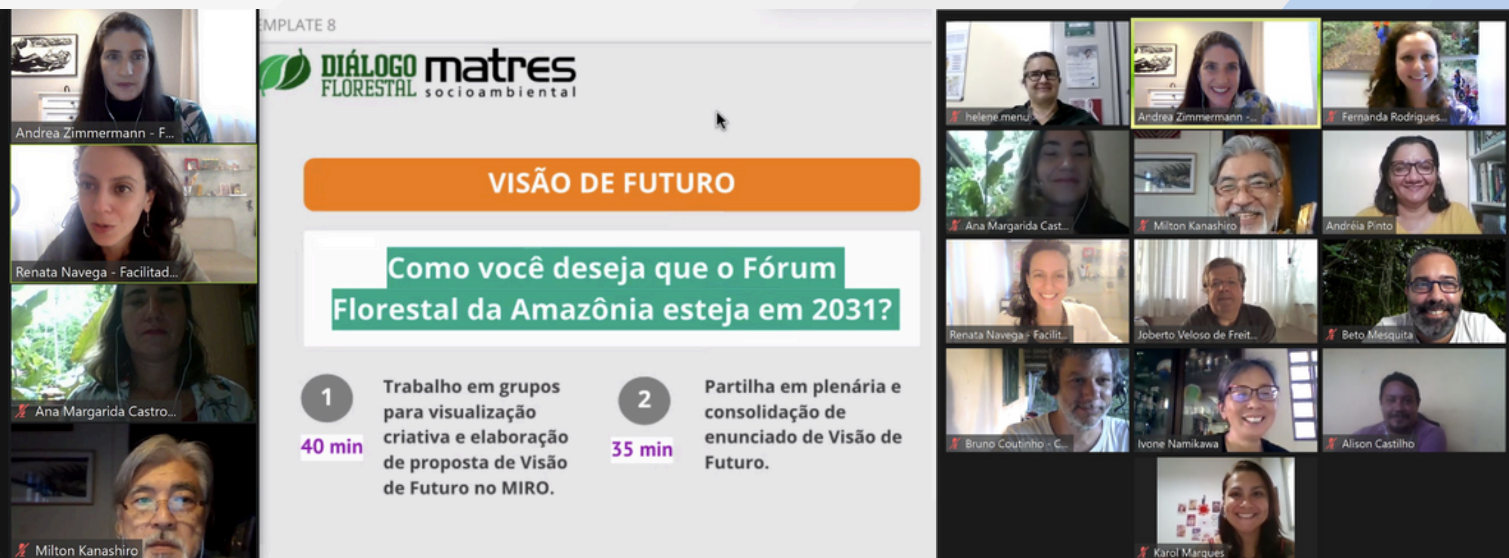 EMPLATE 8
DIÁLOGO
FLORESTAL
matres
socioambiental
VISÃO DE FUTURO
Como você deseja que o Fórum
Florestal da Amazônia esteja em 2031?
1
40 min
Trabalho em grupos
para visualização
criativa e elaboração
de proposta de Visão
de Futuro no MIRO.
2
35 min
Partilha em plenária e
consolidação de
enunciado de Visão de
Futuro.
Andrea Zimmermann - F...
Renata Navega - Facilitad...
Ana Margarida Castro...
Milton Kanashiro
helene.menu
Andrea Zimmermann -...
Fernanda Rodrigues...
Ana Margarida Cast...
Milton Kanashiro
Andréia Pinto
Renata Navega - Facilit...
Joberto Veloso de Freit...
Beto Mesquita
Bruno Coutinho - C...
Ivone Namikawa
Alison Castilho
Karol Marques